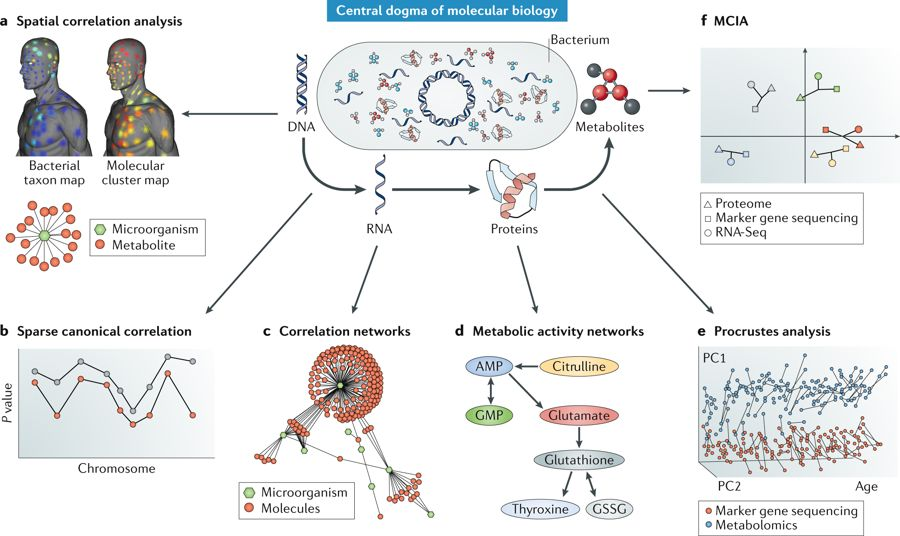 Central dogma of molecular biology
a Spatial correlation analysis
Bacterial
taxon map
Molecular
cluster map
Microorganism
Metabolite
Bacterium
DNA
RNA
Proteins
Metabolites
f MCIA
Proteome
Marker gene sequencing
RNA-Seq
b Sparse canonical correlation
P value
Chromosome
c Correlation networks
Microorganism
Molecules
d Metabolic activity networks
AMP
Citrulline
GMP
Glutamate
Glutathione
Thyroxine
GSSG
e Procrustes analysis
PC1
PC2
Age
Marker gene sequencing
Metabolomics